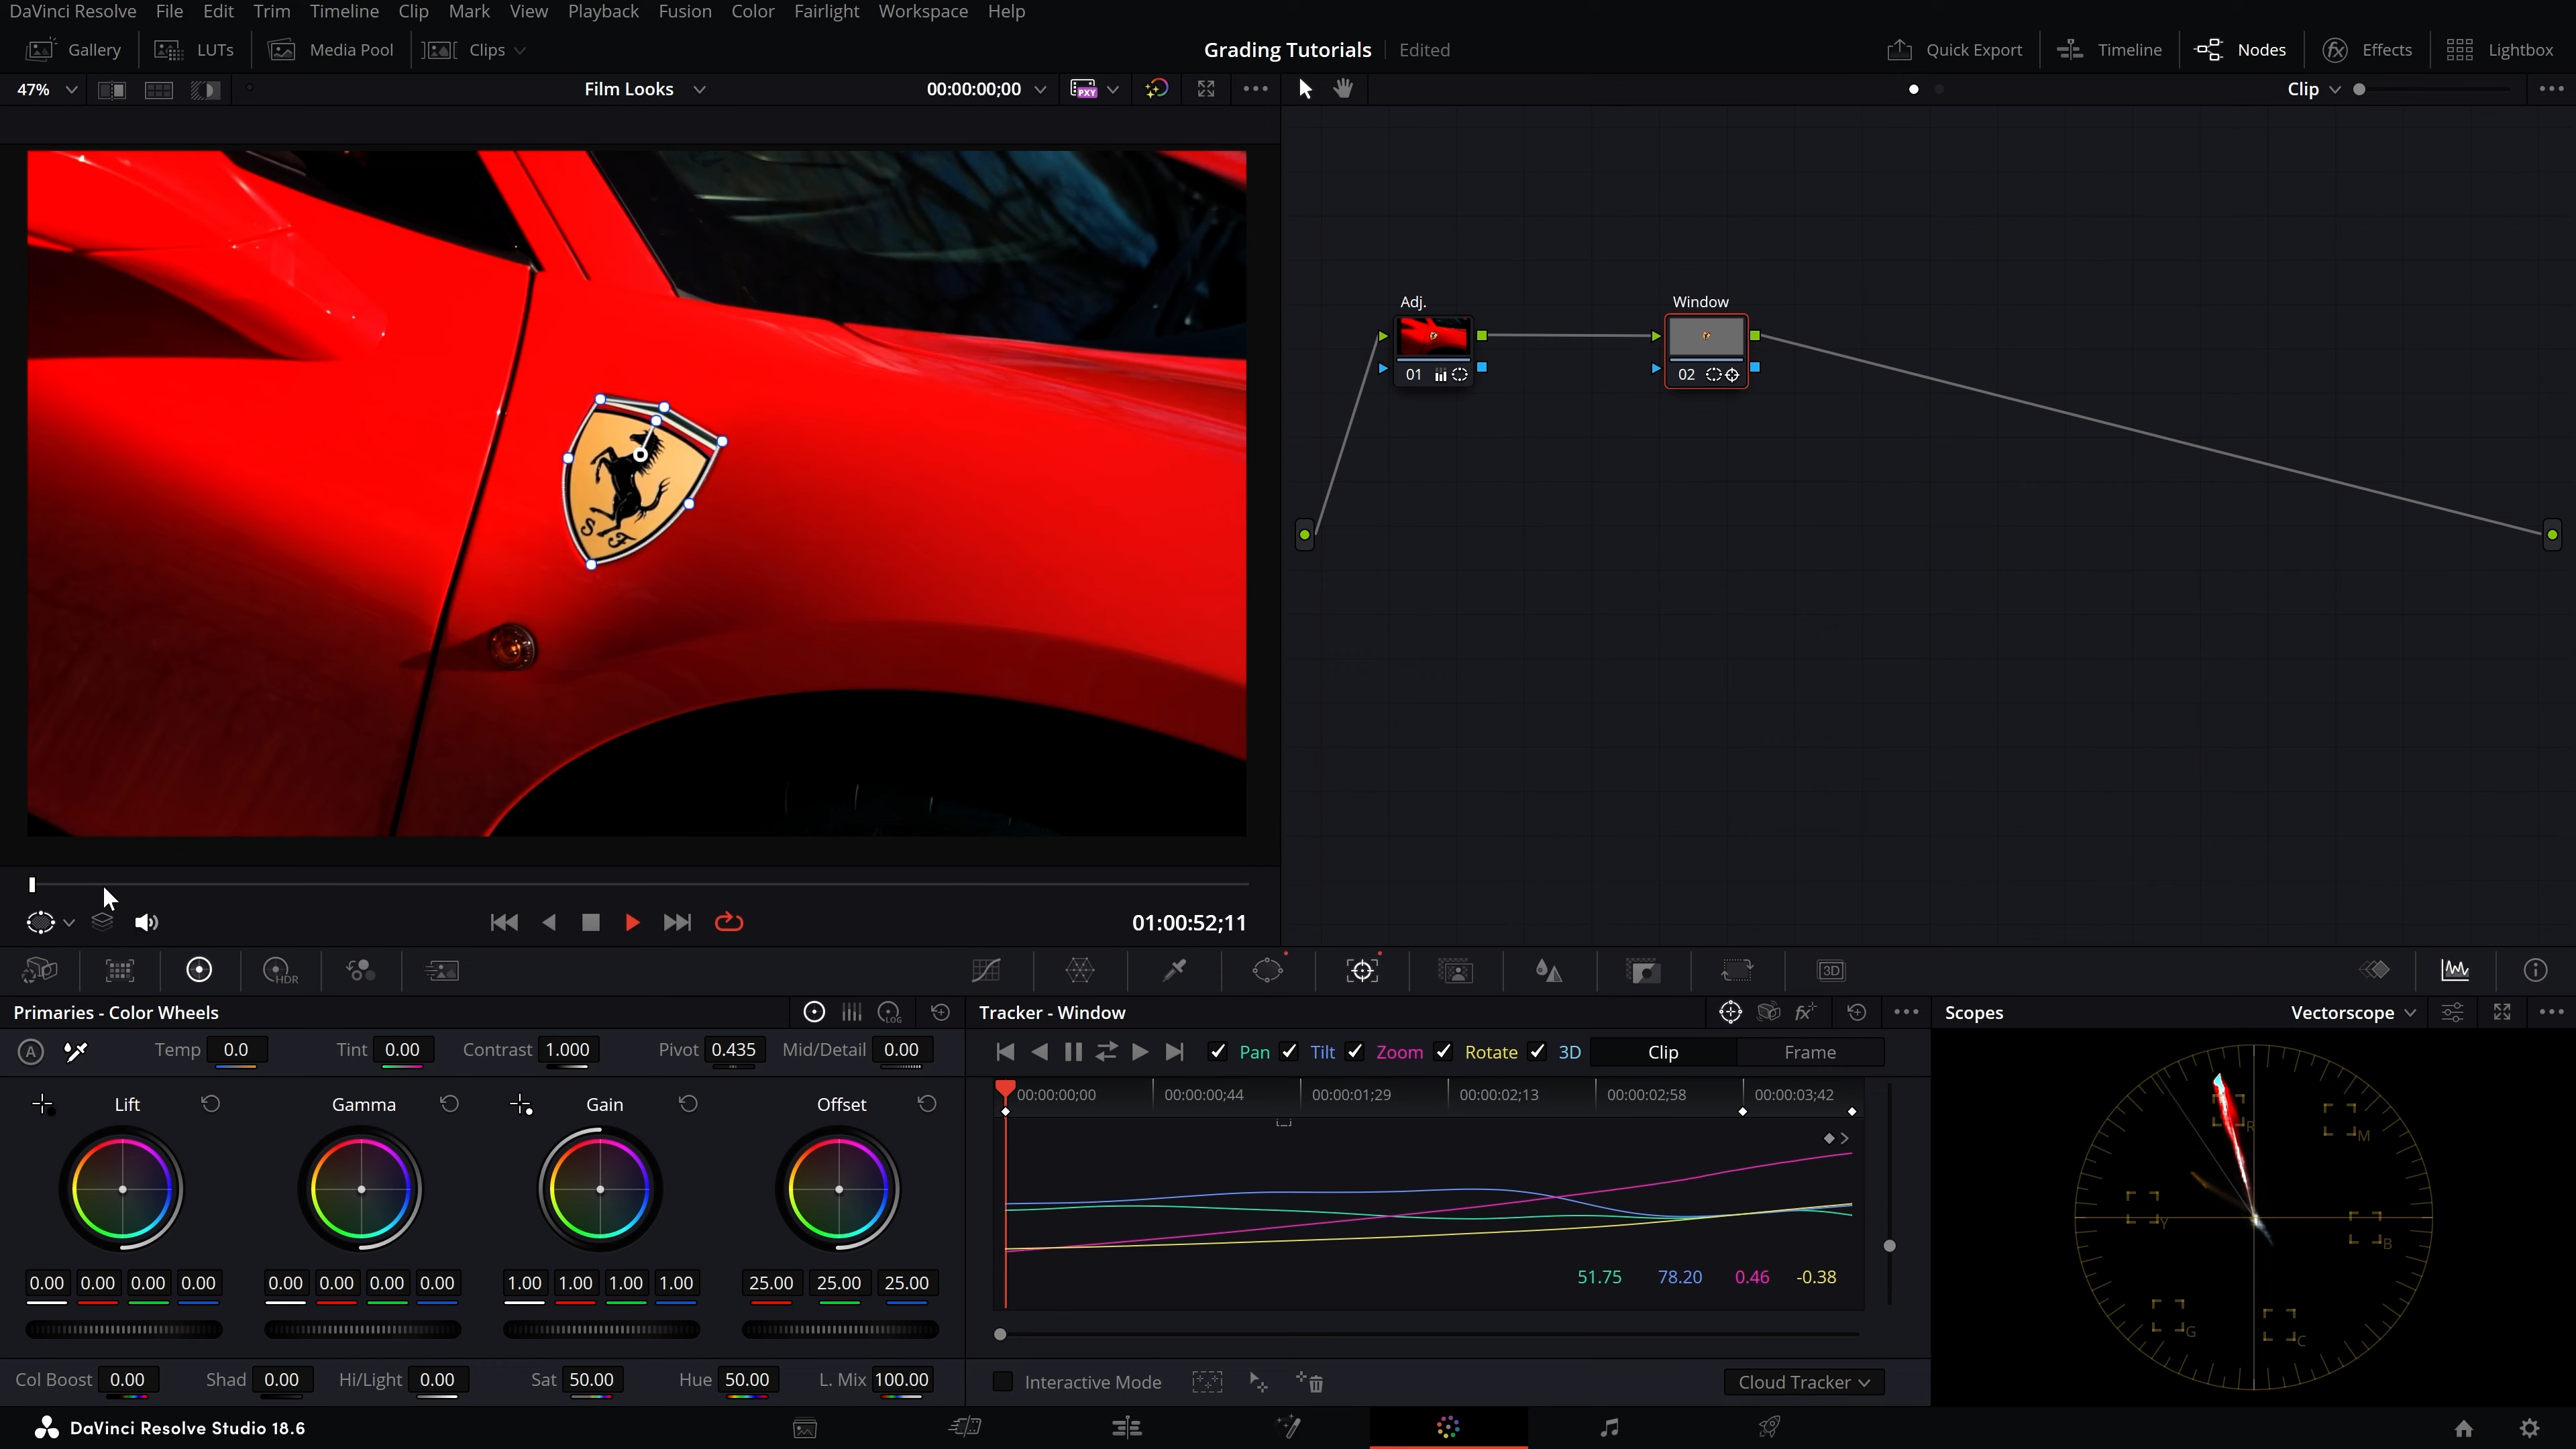 DaVinci Resolve File Edit Trim Timeline Clip Mark View Playback Fusion Color Fairlight Workspace Help
Gallery LUTs Media Pool Clips Grading Tutorials Edited Quick Export Timeline Nodes fx Effects Lightbox
47% Film Looks 00:00:00;00 PXY Clip
Adj. Window
01 02
S F
01:00:52;11
HDR 3D
Primaries - Color Wheels LOG Tracker - Window fx Scopes Vectorscope
A Temp 0.0 Tint 0.00 Contrast 1.000 Pivot 0.435 Mid/Detail 0.00 Pan Tilt Zoom Rotate 3D Clip Frame
Lift Gamma Gain Offset 00:00:00;00 00:00:00;44 00:00:01;29 00:00:02;13 00:00:02;58 00:00:03;42
R M
Y B
G C
0.00 0.00 0.00 0.00 0.00 0.00 0.00 0.00 1.00 1.00 1.00 1.00 25.00 25.00 25.00 51.75 78.20 0.46 -0.38
Col Boost 0.00 Shad 0.00 Hi/Light 0.00 Sat 50.00 Hue 50.00 L. Mix 100.00 Interactive Mode Cloud Tracker
DaVinci Resolve Studio 18.6